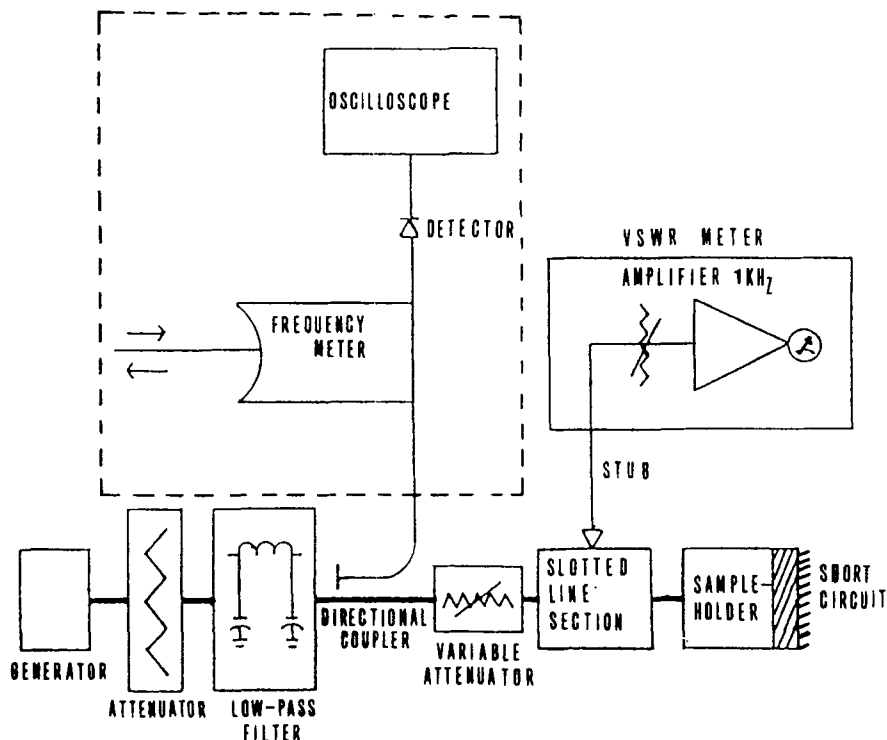 OSCILLOSCOPE
DETECTOR
FREQUENCY
METER
VSWR METER
AMPLIFIER 1KHZ
STUB
GENERATOR
ATTENUATOR
LOW-PASS
FILTER
DIRECTIONAL
COUPLER
VARIABLE
ATTENUATOR
SLOTTED
LINE
SECTION
SAMPLE-
HOLDER
SHORT
CIRCUIT